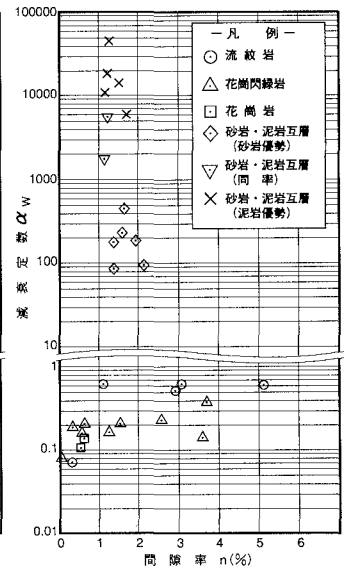 100000
10000
1000
100
10
1
0.1
0.01
減衰定数αw
－凡 例－
流紋岩
花崗閃緑岩
花崗岩
砂岩・泥岩互層
(砂岩優勢)
砂岩・泥岩互層
(同 率)
砂岩・泥岩互層
(泥岩優勢)
0 1 2 3 4 5 6
間隙率 n(%)